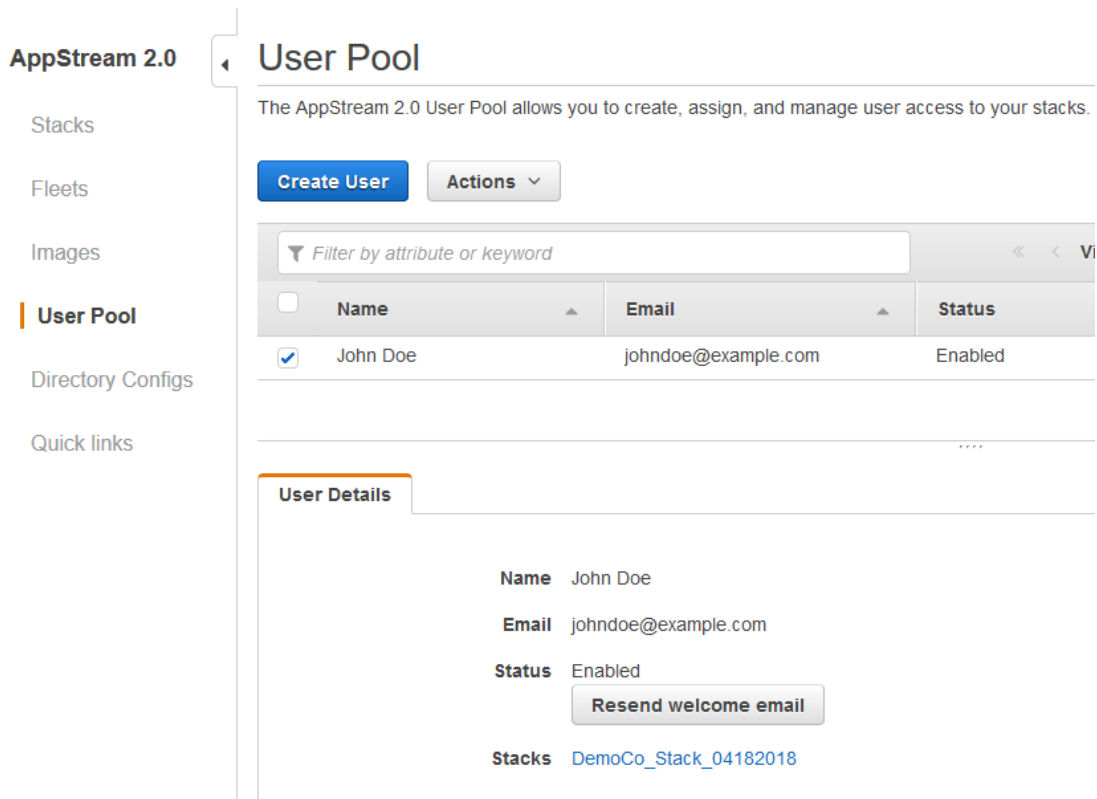 AppStream 2.0
Stacks
Fleets
Images
User Pool
Directory Configs
Quick links
User Pool
The AppStream 2.0 User Pool allows you to create, assign, and manage user access to your stacks.
Create User
Actions
Filter by attribute or keyword
Name Email Status
John Doe johndoe@example.com Enabled
User Details
Name John Doe
Email johndoe@example.com
Status Enabled
Resend welcome email
Stacks DemoCo_Stack_04182018